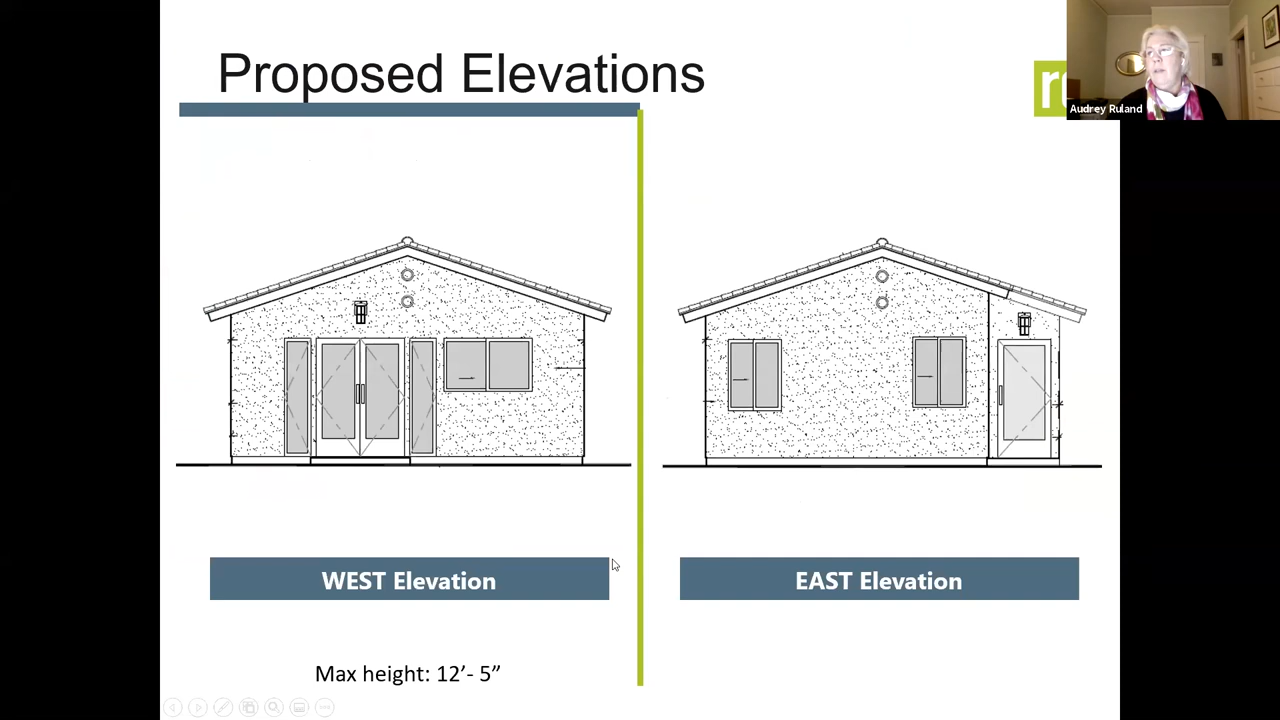 Proposed Elevations
Audrey Ruland
WEST Elevation
EAST Elevation
Max height: 12’- 5”